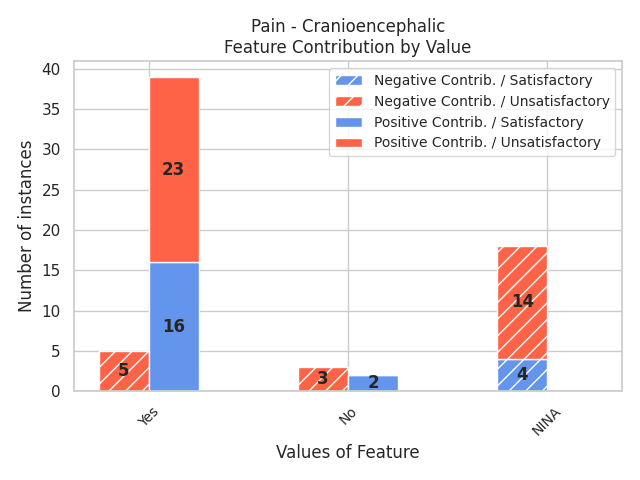 Pain - Cranioencephalic
Feature Contribution by Value
Negative Contrib. / Satisfactory
Negative Contrib. / Unsatisfactory
Positive Contrib. / Satisfactory
Positive Contrib. / Unsatisfactory
Number of instances
40
35
30
25
20
15
10
5
0
23
16
5
3
2
14
4
Yes
No
NINA
Values of Feature